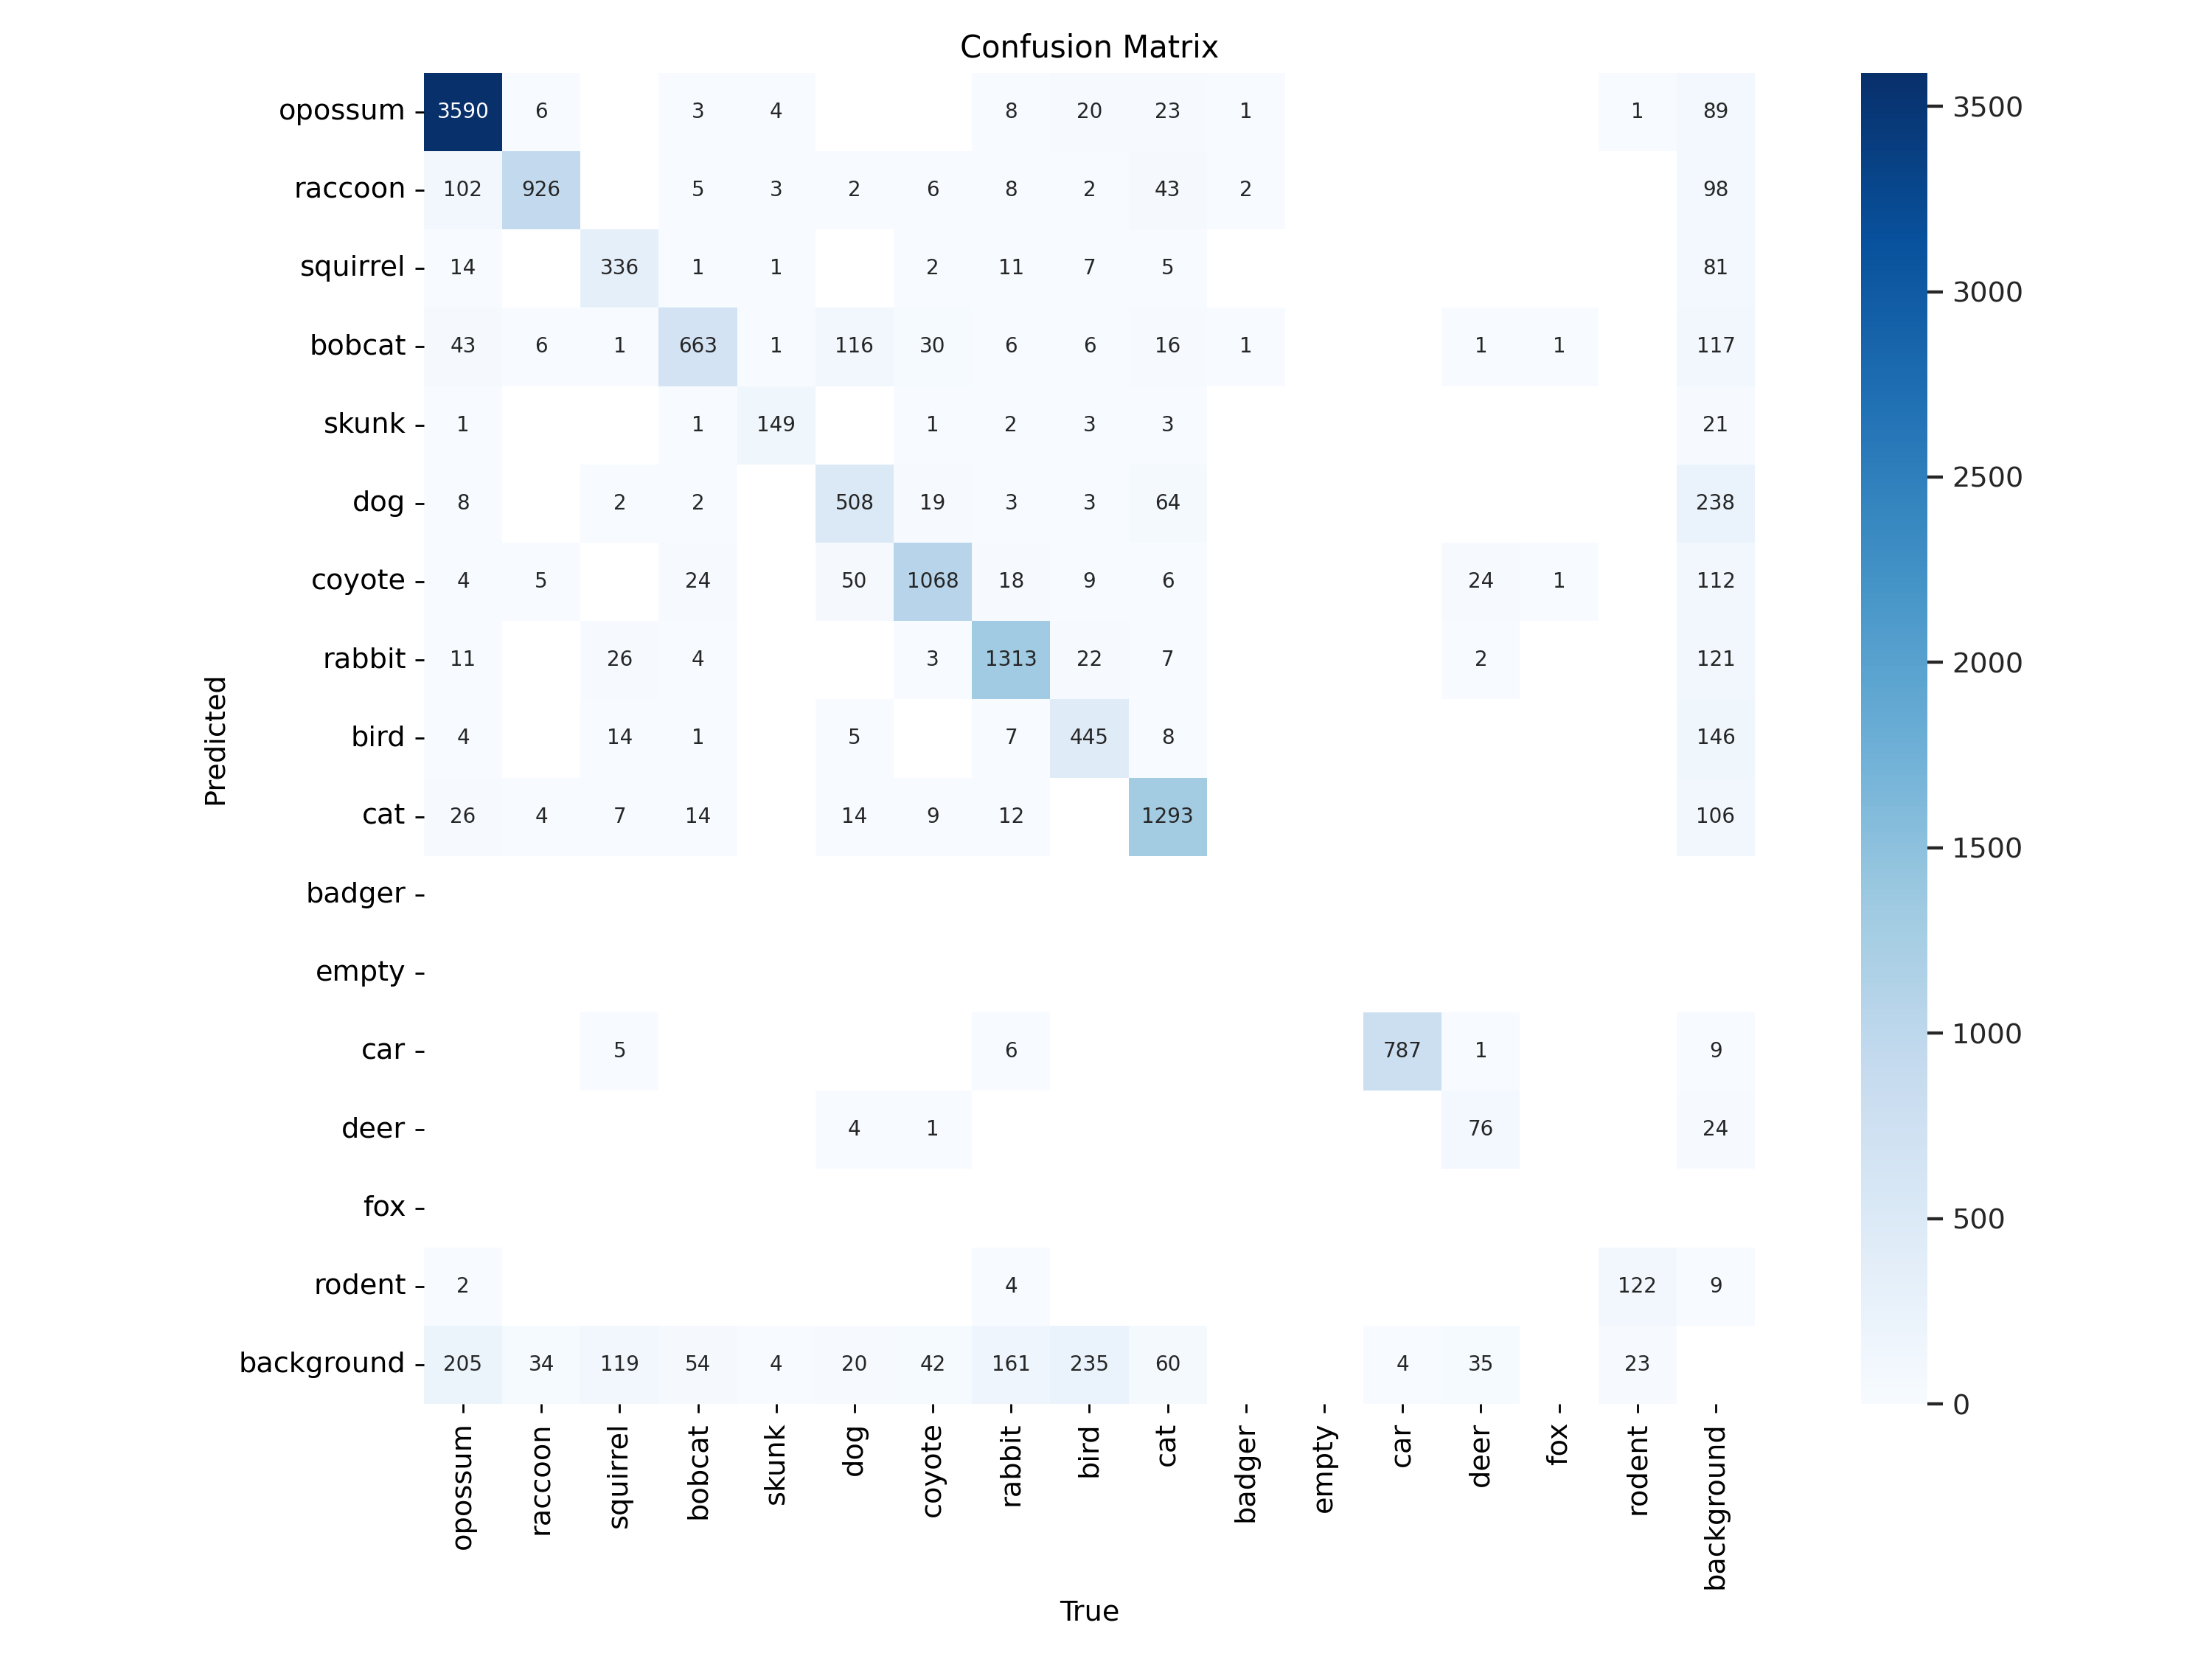 Confusion Matrix
opossum 3590 6 3 4 8 20 23 1 1 89
raccoon 102 926 5 3 2 6 8 2 43 2 98
squirrel 14 336 1 1 2 11 7 5 81
bobcat 43 6 1 663 1 116 30 6 6 16 1 1 1 117
skunk 1 1 149 1 2 3 3 21
dog 8 2 2 508 19 3 3 64 238
coyote 4 5 24 50 1068 18 9 6 24 1 112
rabbit 11 26 4 3 1313 22 7 2 121
bird 4 14 1 5 7 445 8 146
cat 26 4 7 14 14 9 12 1293 106
badger
empty
car 5 6 787 1 9
deer 4 1 76 24
fox
rodent 2 4 122 9
background 205 34 119 54 4 20 42 161 235 60 4 35 23
opossum raccoon squirrel bobcat skunk dog coyote rabbit bird cat badger empty car deer fox rodent background
True
Predicted
3500
3000
2500
2000
1500
1000
500
0